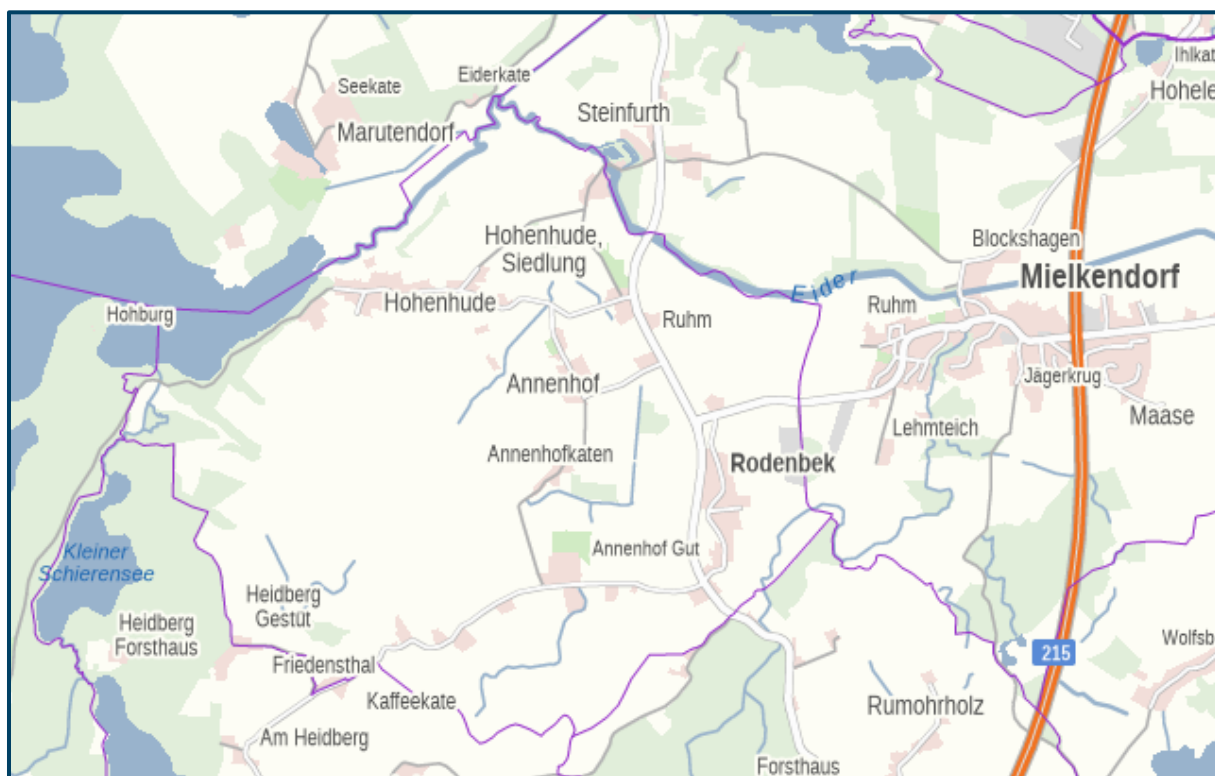 Eiderkate
Seekate
Ihlkat
Hohele
Steinfurth
Marutendorf
Hohenhude,
Siedlung
Blockshagen
Mielkendorf
Eider
Hohenhude
Hohburg
Ruhm
Ruhm
Annenhof
Jägerkrug
Maase
Lehmteich
Annenhofkaten
Rodenbek
Kleiner
Schierensee
Annenhof Gut
Heidberg
Gestüt
Heidberg
Forsthaus
Wolfsb
215
Friedensthal
Kaffeekate
Rumohrholz
Am Heidberg
Forsthaus